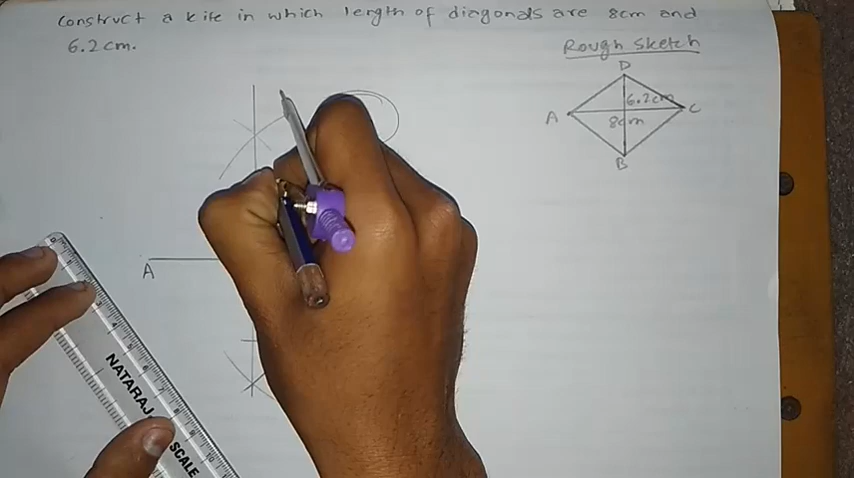 Construct a kite in which length of diagonals are 8cm and
6.2cm.
Rough sketch
D
6.2cm
A
C
8cm
B
A
NATARAJ
SCALE